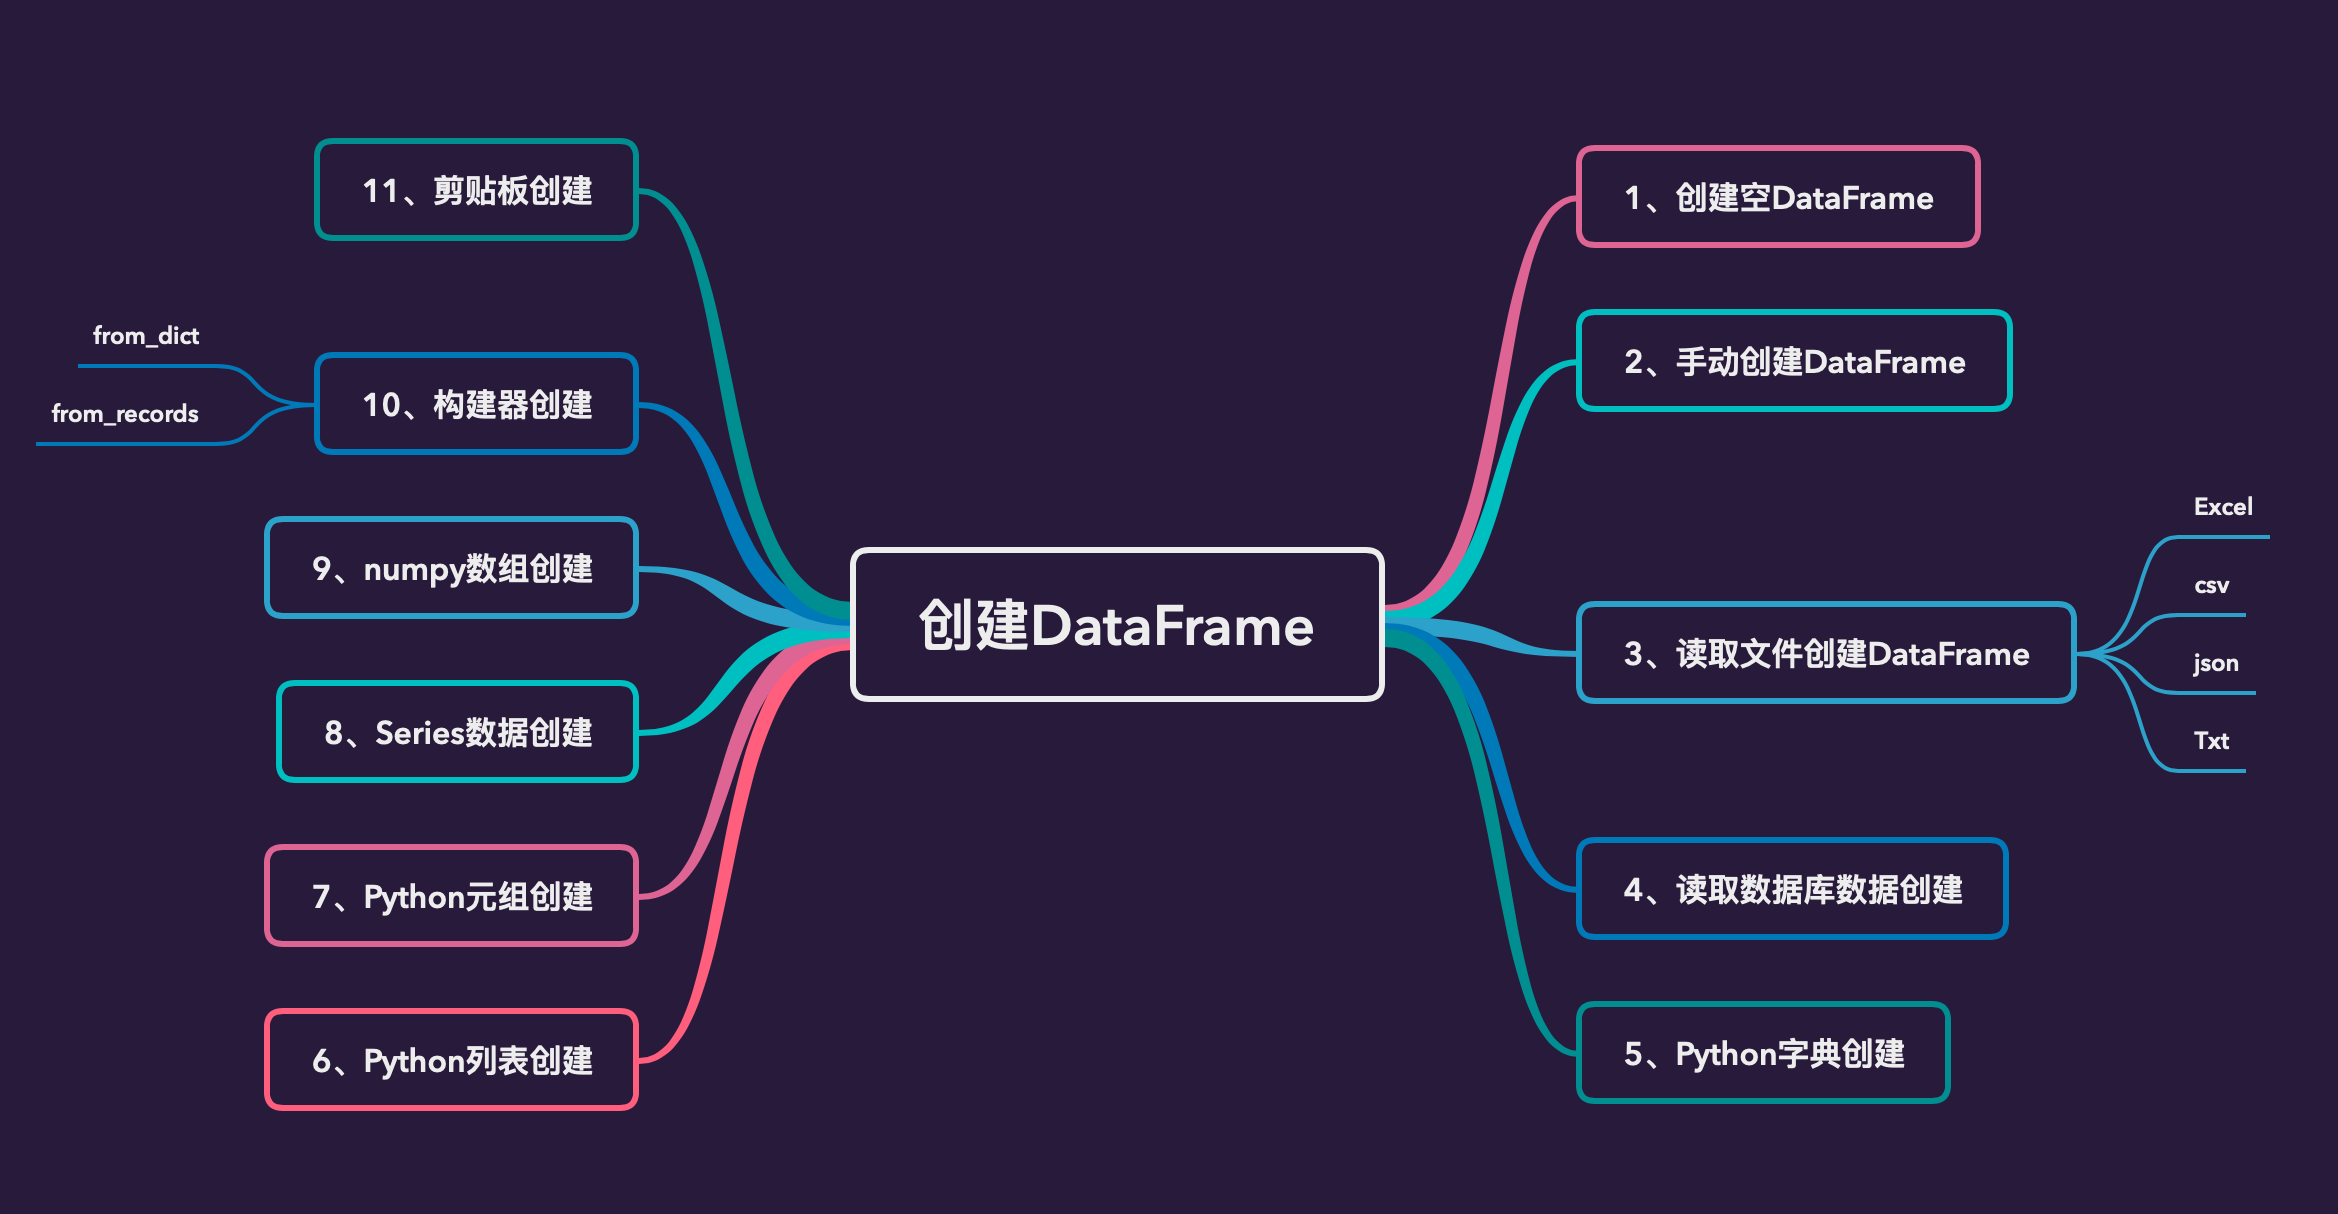 创建DataFrame
1、创建空DataFrame
2、手动创建DataFrame
3、读取文件创建DataFrame
Excel
csv
json
Txt
4、读取数据库数据创建
5、Python字典创建
6、Python列表创建
7、Python元组创建
8、Series数据创建
9、numpy数组创建
10、构建器创建
from_dict
from_records
11、剪贴板创建